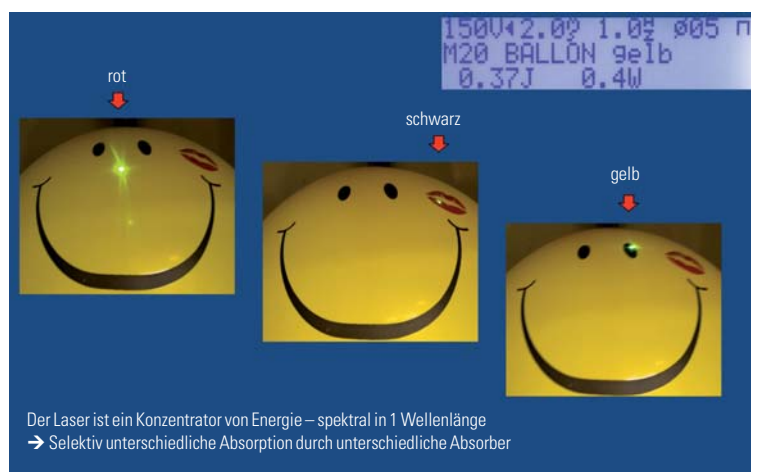 150V 2.0 1.0 ø05
M20 BALLON gelb
0.37J 0.4W
rot
schwarz
gelb
Der Laser ist ein Konzentrator von Energie – spektral in 1 Wellenlänge
→ Selektiv unterschiedliche Absorption durch unterschiedliche Absorber